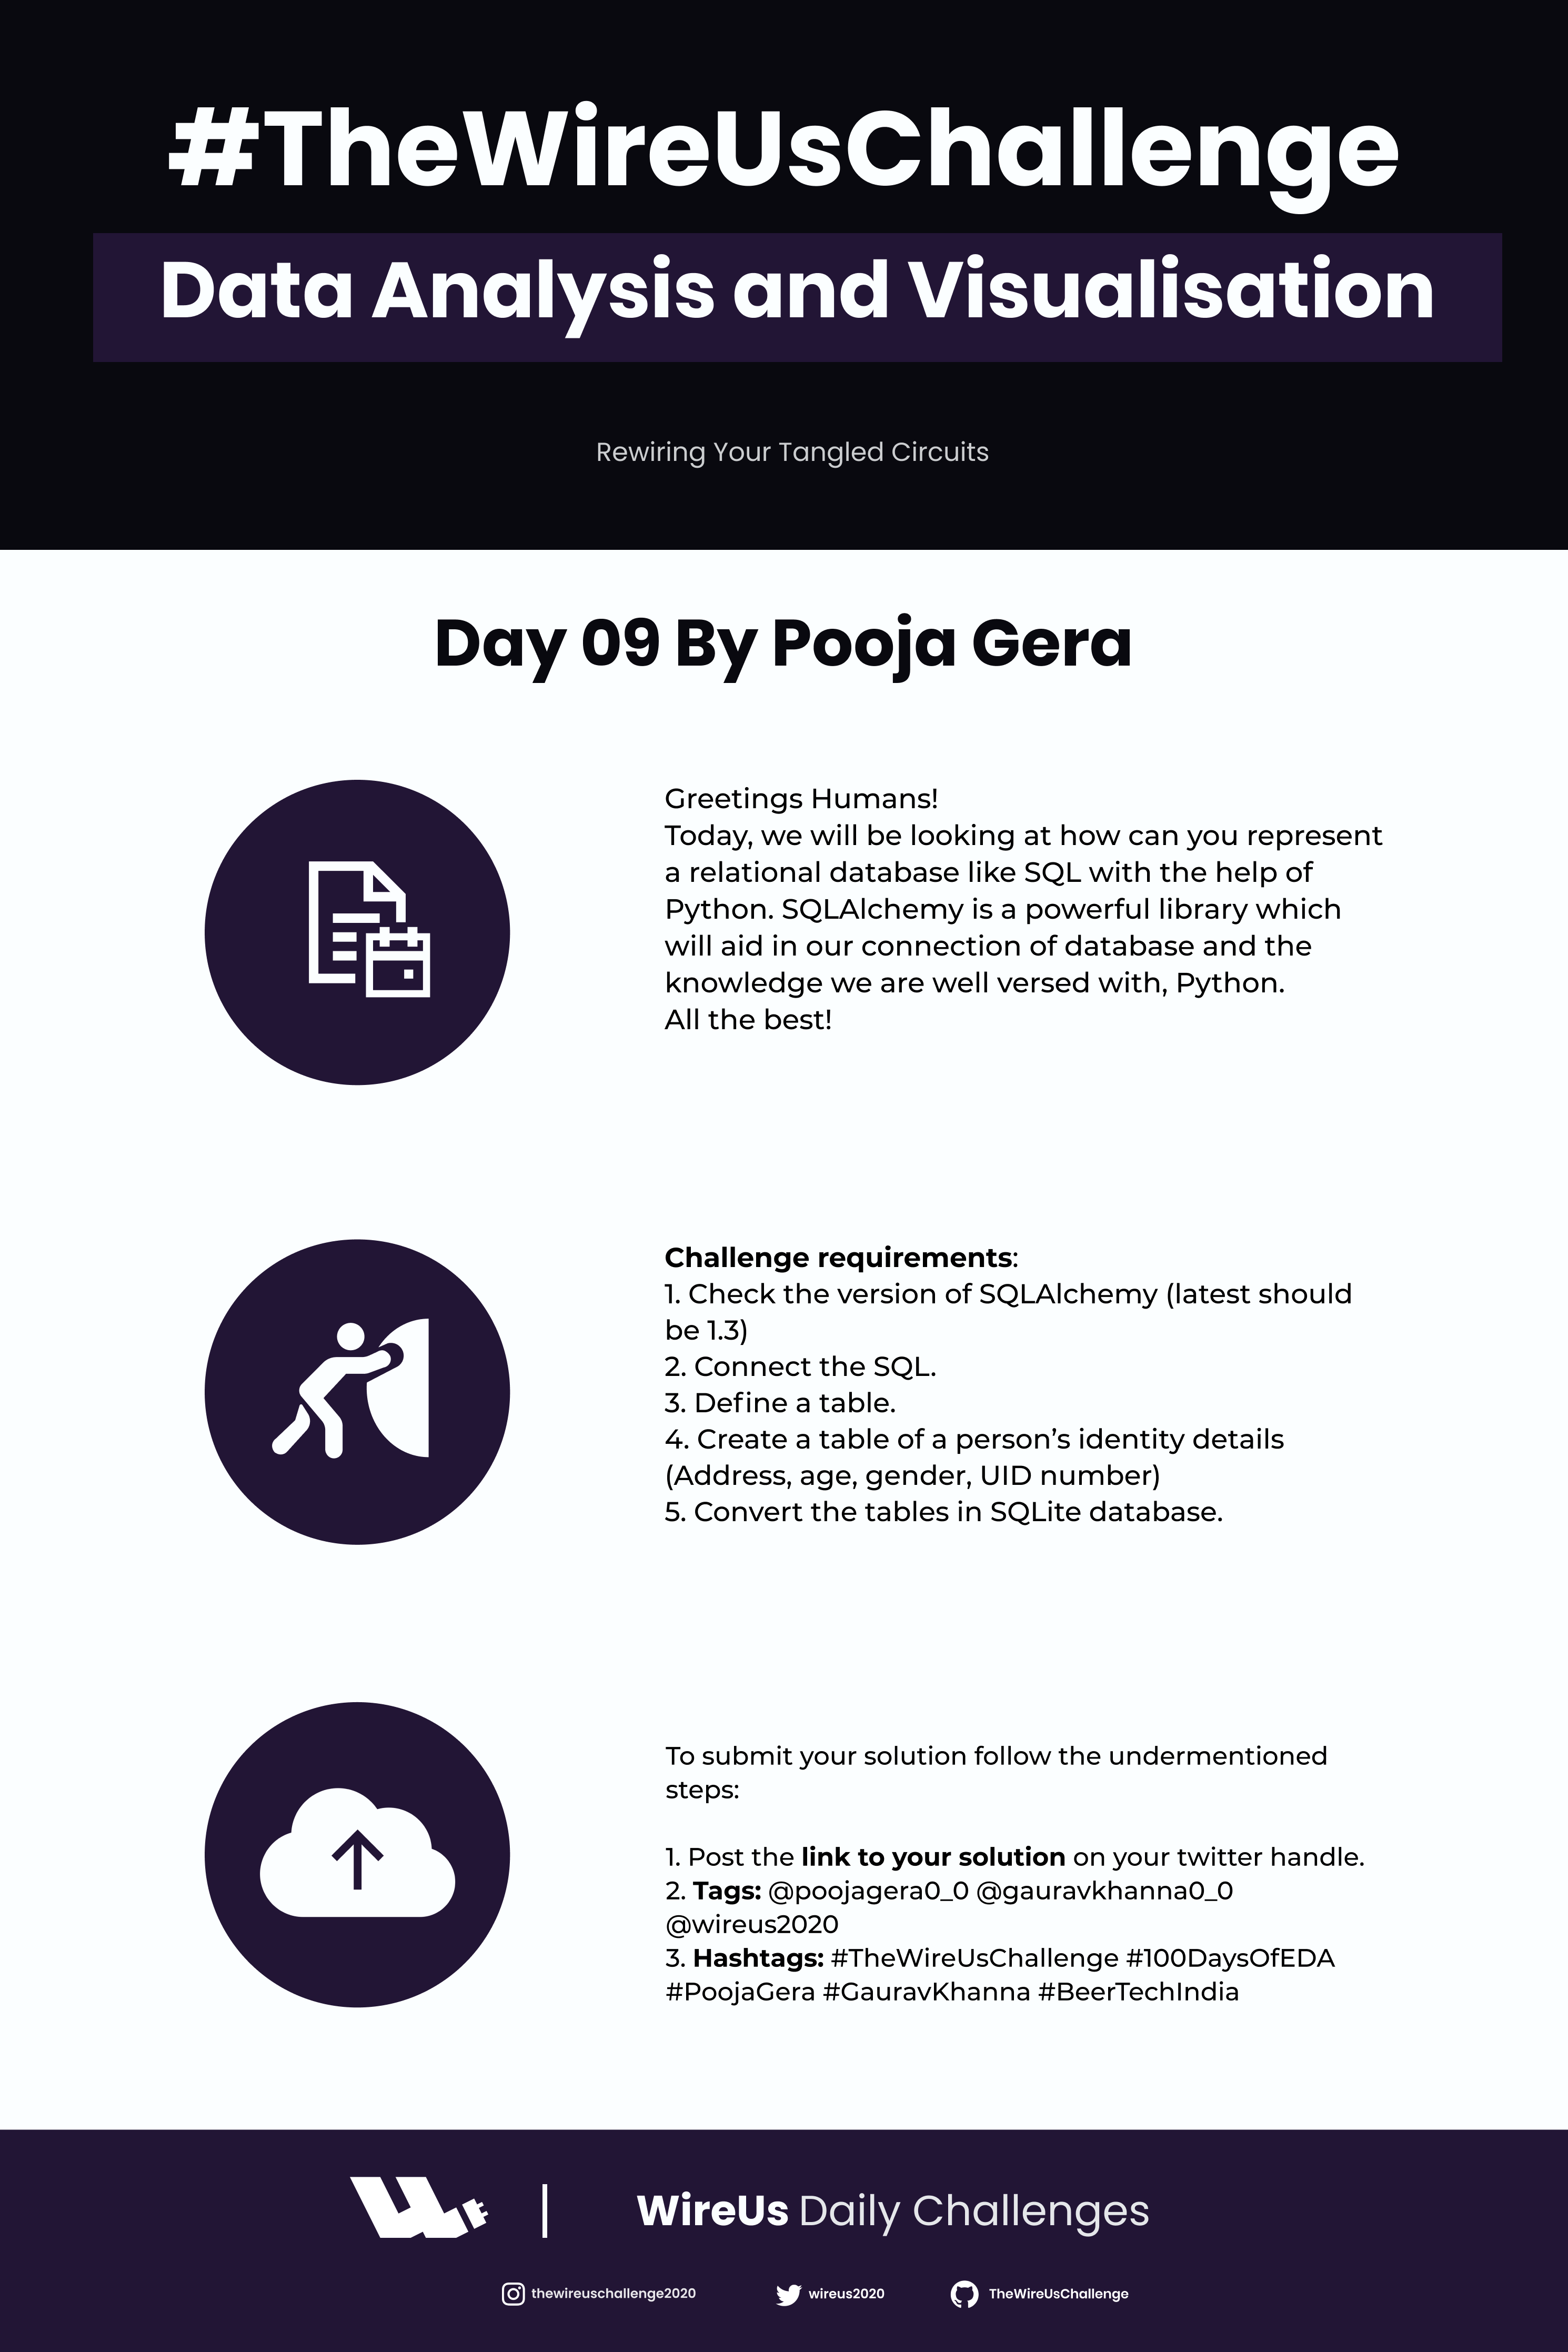 #TheWireUsChallenge
Data Analysis and Visualisation
Rewiring Your Tangled Circuits
Day 09 By Pooja Gera
Greetings Humans!
Today, we will be looking at how can you represent
a relational database like SQL with the help of
Python. SQLAlchemy is a powerful library which
will aid in our connection of database and the
knowledge we are well versed with, Python.
All the best!
Challenge requirements:
1. Check the version of SQLAlchemy (latest should
be 1.3)
2. Connect the SQL.
3. Define a table.
4. Create a table of a person’s identity details
(Address, age, gender, UID number)
5. Convert the tables in SQLite database.
To submit your solution follow the undermentioned
steps:
1. Post the link to your solution on your twitter handle.
2. Tags: @poojagera0_0 @gauravkhanna0_0
@wireus2020
3. Hashtags: #TheWireUsChallenge #100DaysOfEDA
#PoojaGera #GauravKhanna #BeerTechIndia
WireUs Daily Challenges
thewireuschallenge2020 wireus2020 TheWireUsChallenge